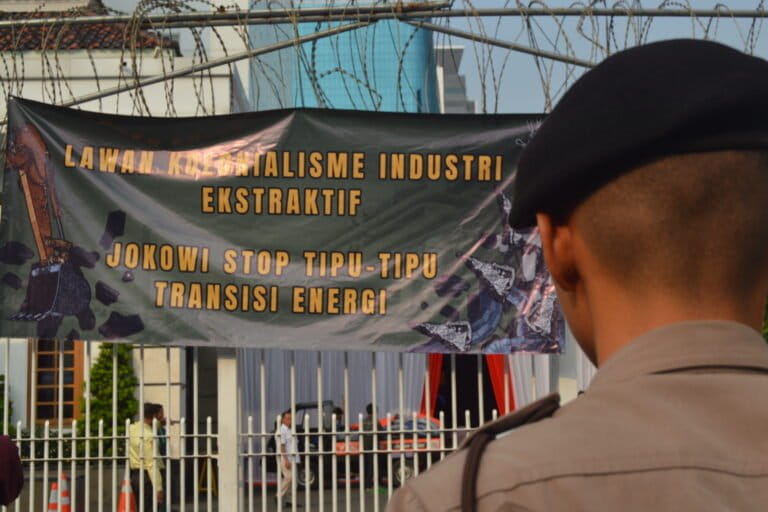 LAWAN KOLONIALISME INDUSTRI
EKSTRAKTIF
JOKOWI STOP TIPU-TIPU
TRANSISI ENERGI